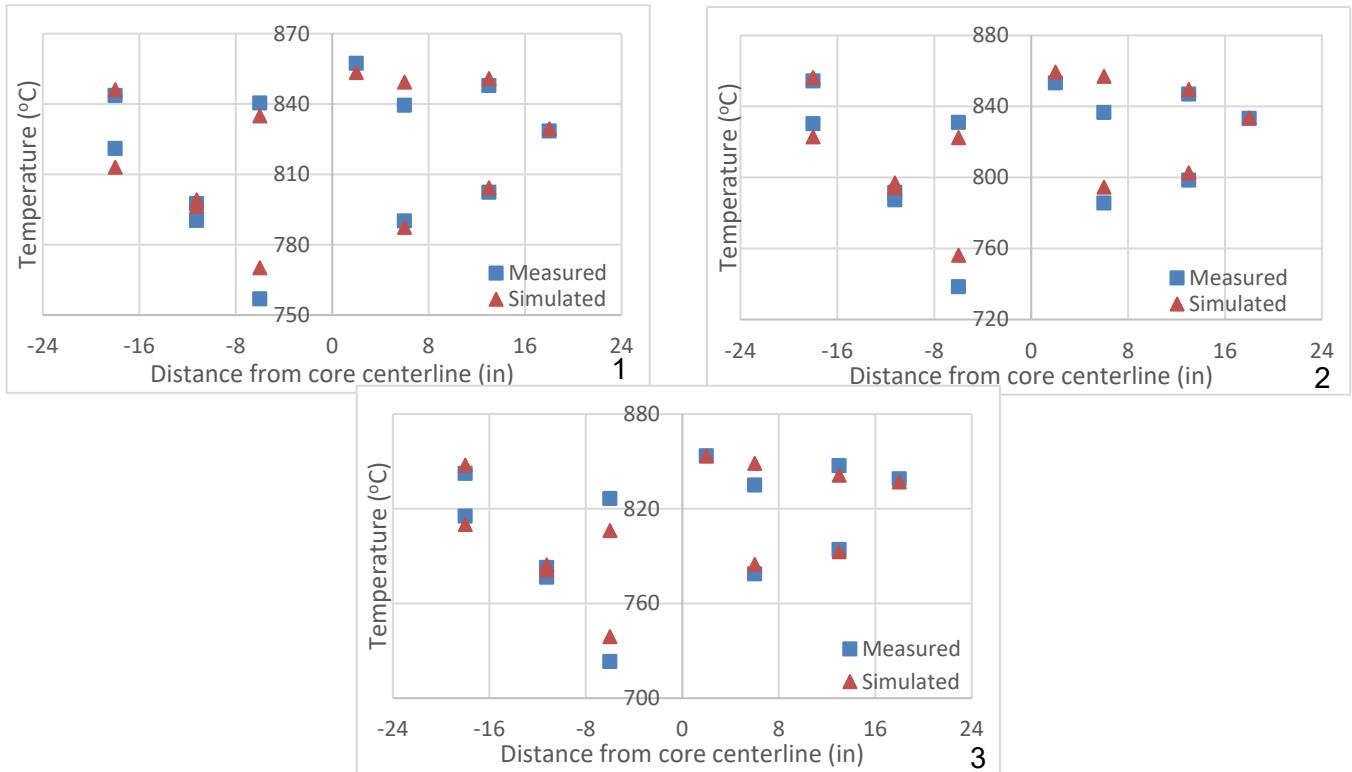 870
840
810
780
750
Temperature (ºC)
Measured
Simulated
-24 -16 -8 0 8 16 24
Distance from core centerline (in)
1
880
840
800
760
720
Temperature (ºC)
Measured
Simulated
-24 -16 -8 0 8 16 24
Distance from core centerline (in)
2
880
820
760
700
Temperature (ºC)
Measured
Simulated
-24 -16 -8 0 8 16 24
Distance from core centerline (in)
3